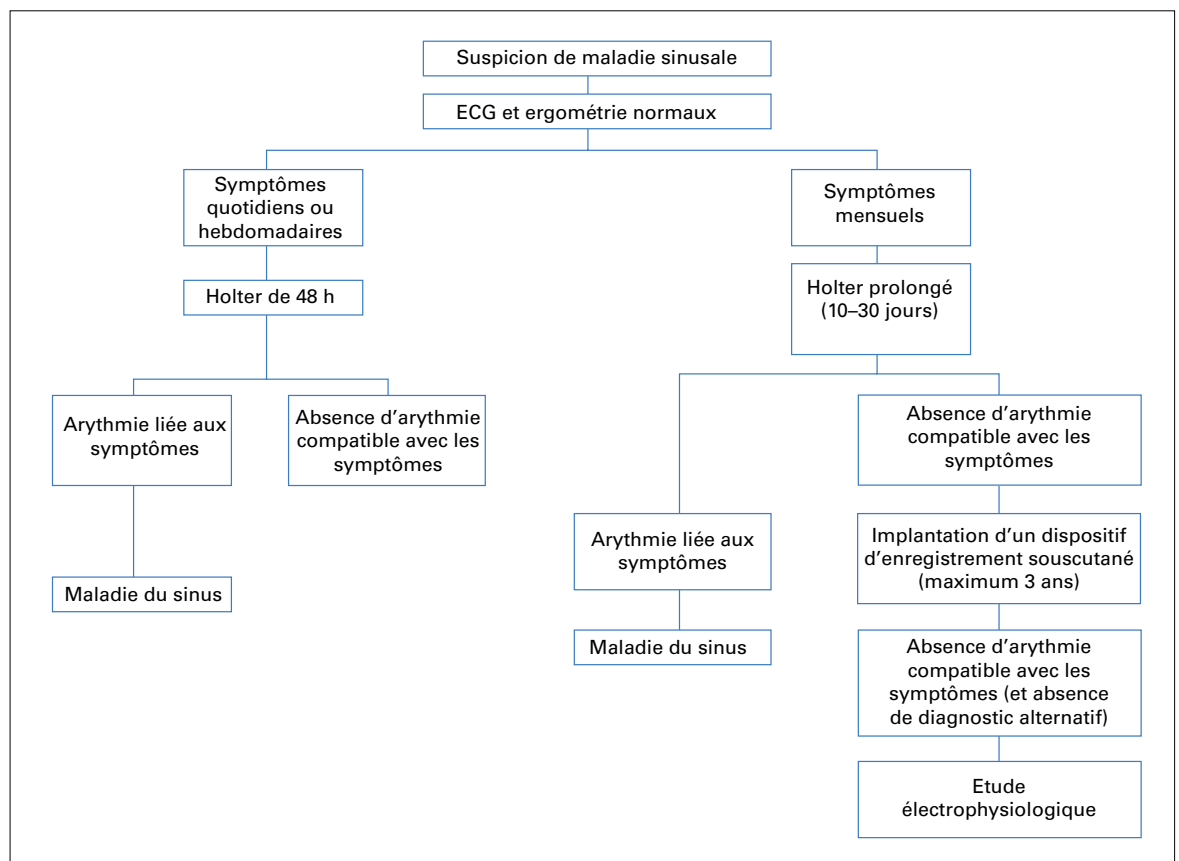 Suspicion de maladie sinusale
ECG et ergométrie normaux
Symptômes
quotidiens ou
hebdomadaires
Holter de 48 h
Arythmie liée aux
symptômes
Absence d'arythmie
compatible avec les
symptômes
Maladie du sinus
Symptômes
mensuels
Holter prolongé
(10–30 jours)
Arythmie liée aux
symptômes
Maladie du sinus
Absence d'arythmie
compatible avec les
symptômes
Implantation d'un dispositif
d'enregistrement souscutané
(maximum 3 ans)
Absence d'arythmie
compatible avec les
symptômes (et absence
de diagnostic alternatif)
Etude
électrophysiologique